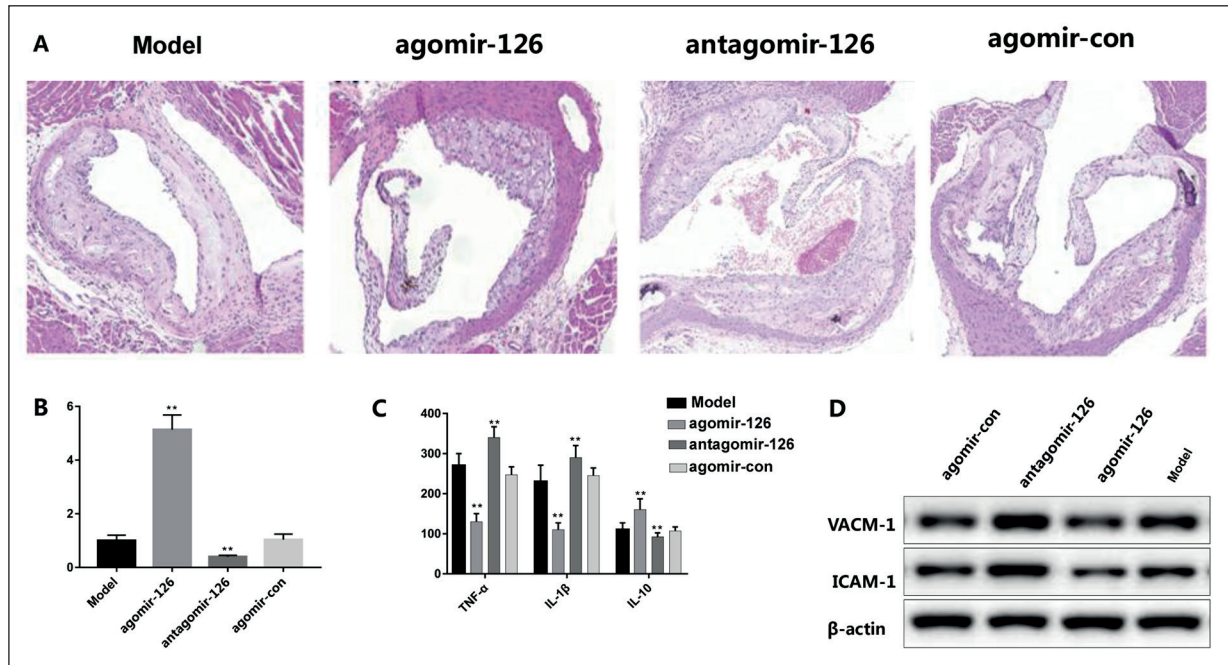 A
Model
agomir-126
antagomir-126
agomir-con
B
6
4
2
0
**
**
Model
agomir-126
antagomir-126
agomir-con
C
400
300
200
100
0
**
**
**
**
**
**
TNF-α
IL-1β
IL-10
Model
agomir-126
antagomir-126
agomir-con
D
agomir-con
antagomir-126
agomir-126
Model
VACM-1
ICAM-1
β-actin